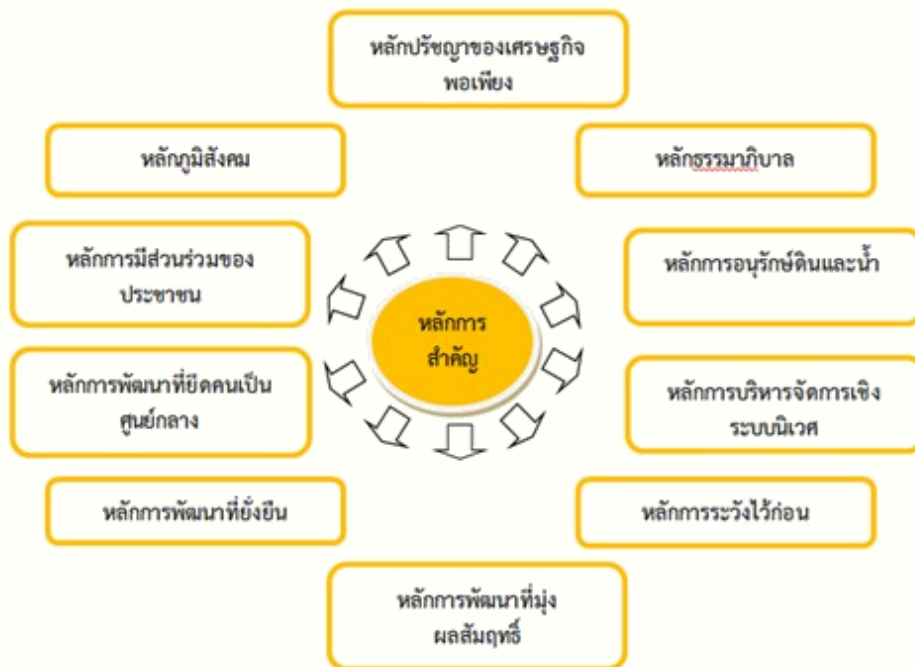 หลักปรัชญาของเศรษฐกิจ
พอเพียง
หลักภูมิสังคม
หลักธรรมาภิบาล
หลักการมีส่วนร่วมของ
ประชาชน
หลักการอนุรักษ์ดินและน้ำ
หลักการ
สำคัญ
หลักการพัฒนาที่ยึดคนเป็น
ศูนย์กลาง
หลักการบริหารจัดการเชิง
ระบบนิเวศ
หลักการพัฒนาที่ยั่งยืน
หลักการระวังไว้ก่อน
หลักการพัฒนาที่มุ่ง
ผลสัมฤทธิ์